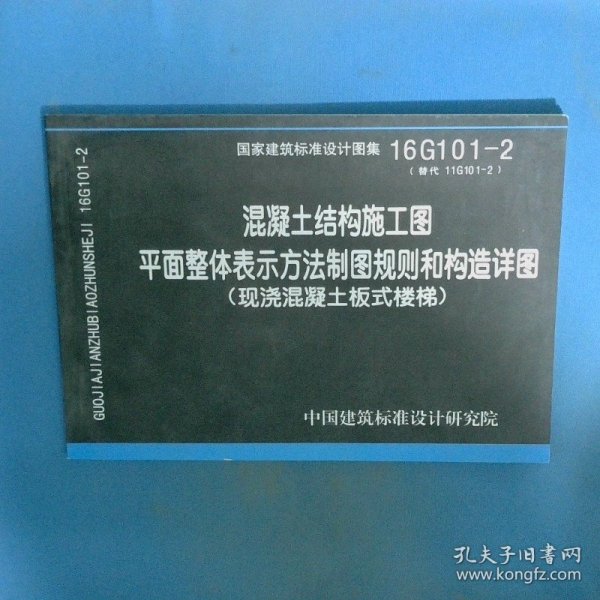 国家建筑标准设计图集 16G101-2
(替代 11G101-2)
混凝土结构施工图
平面整体表示方法制图规则和构造详图
(现浇混凝土板式楼梯)
中国建筑标准设计研究院
GUOJIAJIANZHUBIAOZHUNSHEJI 16G101-2
孔夫子旧书网
www.kongfz.com